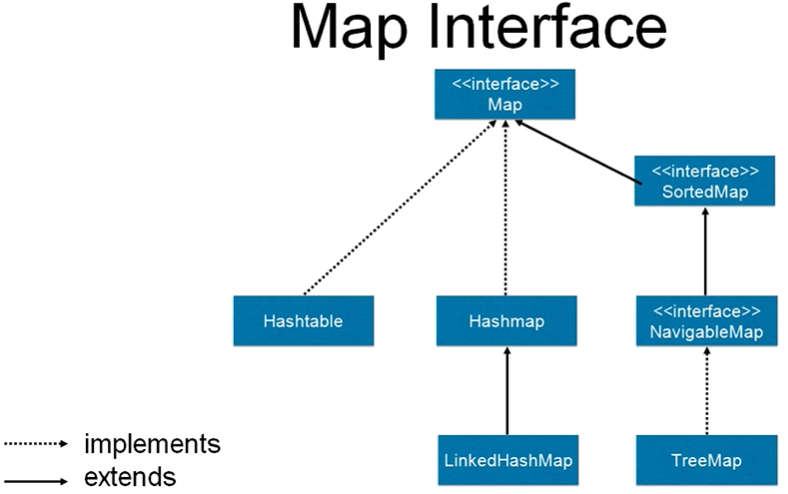 Map Interface
<<interface>>
Map
<<interface>>
SortedMap
Hashtable
Hashmap
<<interface>>
NavigableMap
LinkedHashMap
TreeMap
implements
extends